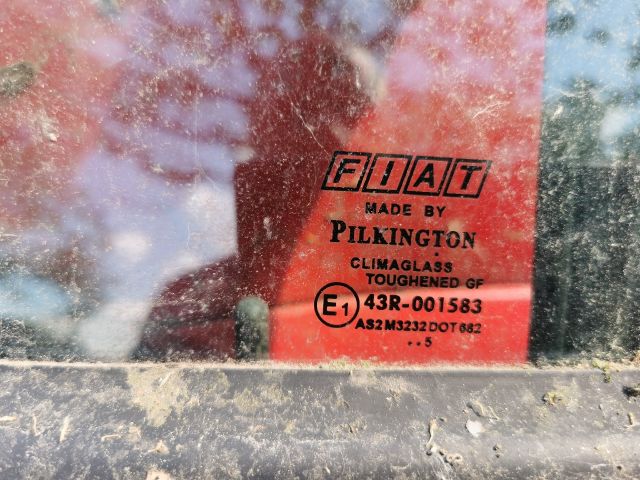 FIAT
MADE BY
PILKINGTON
CLIMAGLASS
TOUGHENED GF
E1 43R-001583
AS2 M3232 DOT 682
..5